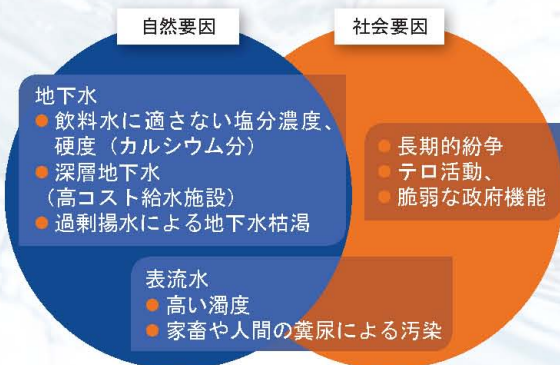 自然要因
社会要因
地下水
● 飲料水に適さない塩分濃度、
硬度（カルシウム分）
● 深層地下水
（高コスト給水施設）
● 過剰揚水による地下水枯渇
● 長期的紛争
● テロ活動、
● 脆弱な政府機能
表流水
● 高い濁度
● 家畜や人間の糞尿による汚染